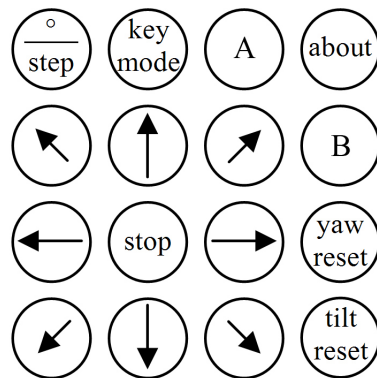 °
step
key
mode
A
about
B
stop
yaw
reset
tilt
reset